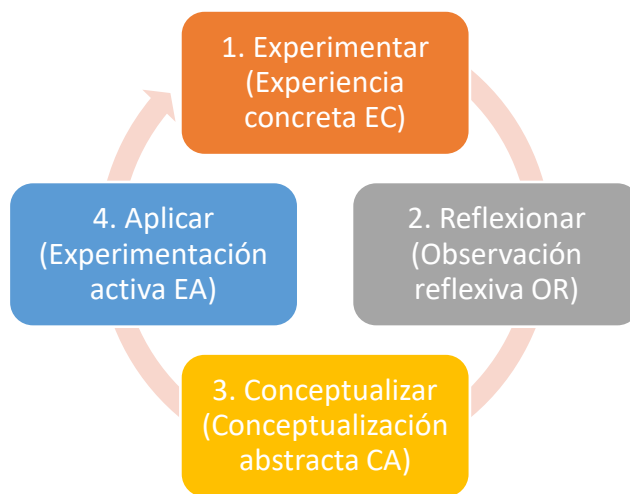 1. Experimentar
(Experiencia
concreta EC)
2. Reflexionar
(Observación
reflexiva OR)
3. Conceptualizar
(Conceptualización
abstracta CA)
4. Aplicar
(Experimentación
activa EA)